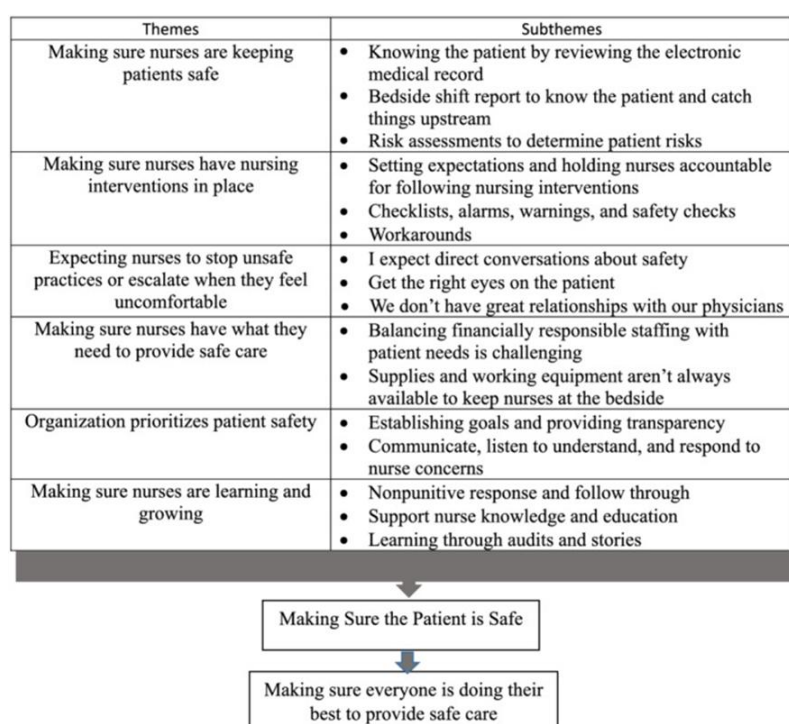 Themes
Subthemes
Making sure nurses are keeping
patients safe
• Knowing the patient by reviewing the electronic
medical record
• Bedside shift report to know the patient and catch
things upstream
• Risk assessments to determine patient risks
Making sure nurses have nursing
interventions in place
• Setting expectations and holding nurses accountable
for following nursing interventions
• Checklists, alarms, warnings, and safety checks
• Workarounds
Expecting nurses to stop unsafe
practices or escalate when they feel
uncomfortable
• I expect direct conversations about safety
• Get the right eyes on the patient
• We don’t have great relationships with our physicians
Making sure nurses have what they
need to provide safe care
• Balancing financially responsible staffing with
patient needs is challenging
• Supplies and working equipment aren’t always
available to keep nurses at the bedside
Organization prioritizes patient safety
• Establishing goals and providing transparency
• Communicate, listen to understand, and respond to
nurse concerns
Making sure nurses are learning and
growing
• Nonpunitive response and follow through
• Support nurse knowledge and education
• Learning through audits and stories
Making Sure the Patient is Safe
Making sure everyone is doing their
best to provide safe care